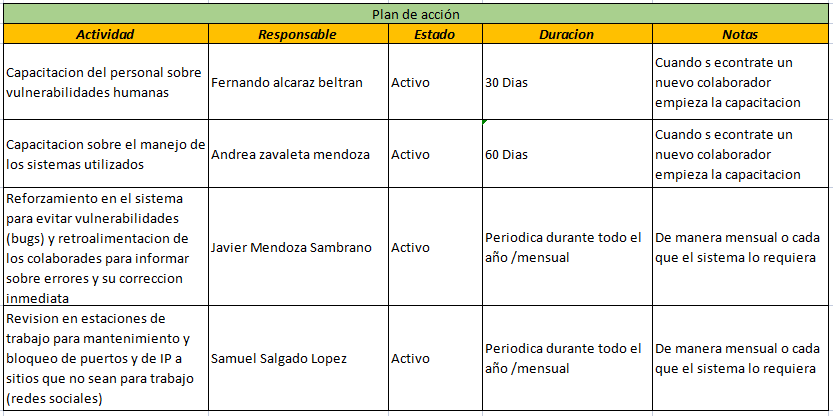 Plan de acción
Actividad Responsable Estado Duracion Notas
Capacitacion del personal sobre
vulnerabilidades humanas
Fernando alcaraz beltran
Activo
30 Dias
Cuando s econtrate un
nuevo colaborador
empieza la capacitacion
Capacitacion sobre el manejo de
los sistemas utilizados
Andrea zavaleta mendoza
Activo
60 Dias
Cuando s econtrate un
nuevo colaborador
empieza la capacitacion
Reforzamiento en el sistema
para evitar vulnerabilidades
(bugs) y retroalimentacion de
los colaborades para informar
sobre errores y su correccion
inmediata
Javier Mendoza Sambrano
Activo
Periodica durante todo el
año /mensual
De manera mensual o cada
que el sistema lo requiera
Revision en estaciones de
trabajo para mantenimiento y
bloqueo de puertos y de IP a
sitios que no sean para trabajo
(redes sociales)
Samuel Salgado Lopez
Activo
Periodica durante todo el
año /mensual
De manera mensual o cada
que el sistema lo requiera